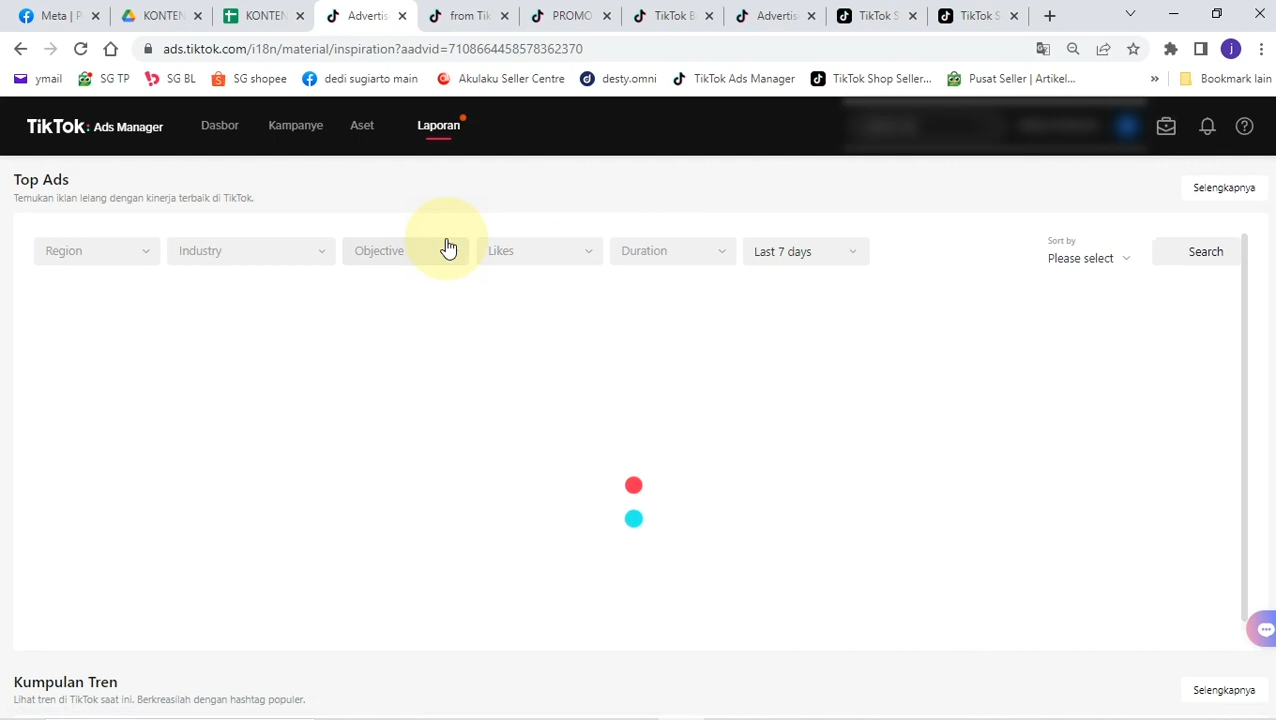 Meta | P
KONTEN
KONTEN
Advertis
from Tik
PROMO
TikTok B
Advertis
TikTok S
TikTok S
ads.tiktok.com/i18n/material/inspiration?aadvid=7108664458578362370
j
ymail
SG TP
SG BL
SG shopee
dedi sugiarto main
Akulaku Seller Centre
desty.omni
TikTok Ads Manager
TikTok Shop Seller...
Pusat Seller | Artikel...
»
Bookmark lain
TikTok: Ads Manager
Dasbor
Kampanye
Aset
Laporan
Top Ads
Temukan iklan lelang dengan kinerja terbaik di TikTok.
Selengkapnya
Region
Industry
Objective
Likes
Duration
Last 7 days
Sort by
Please select
Search
Kumpulan Tren
Lihat tren di TikTok saat ini. Berkreasilah dengan hashtag populer.
Selengkapnya